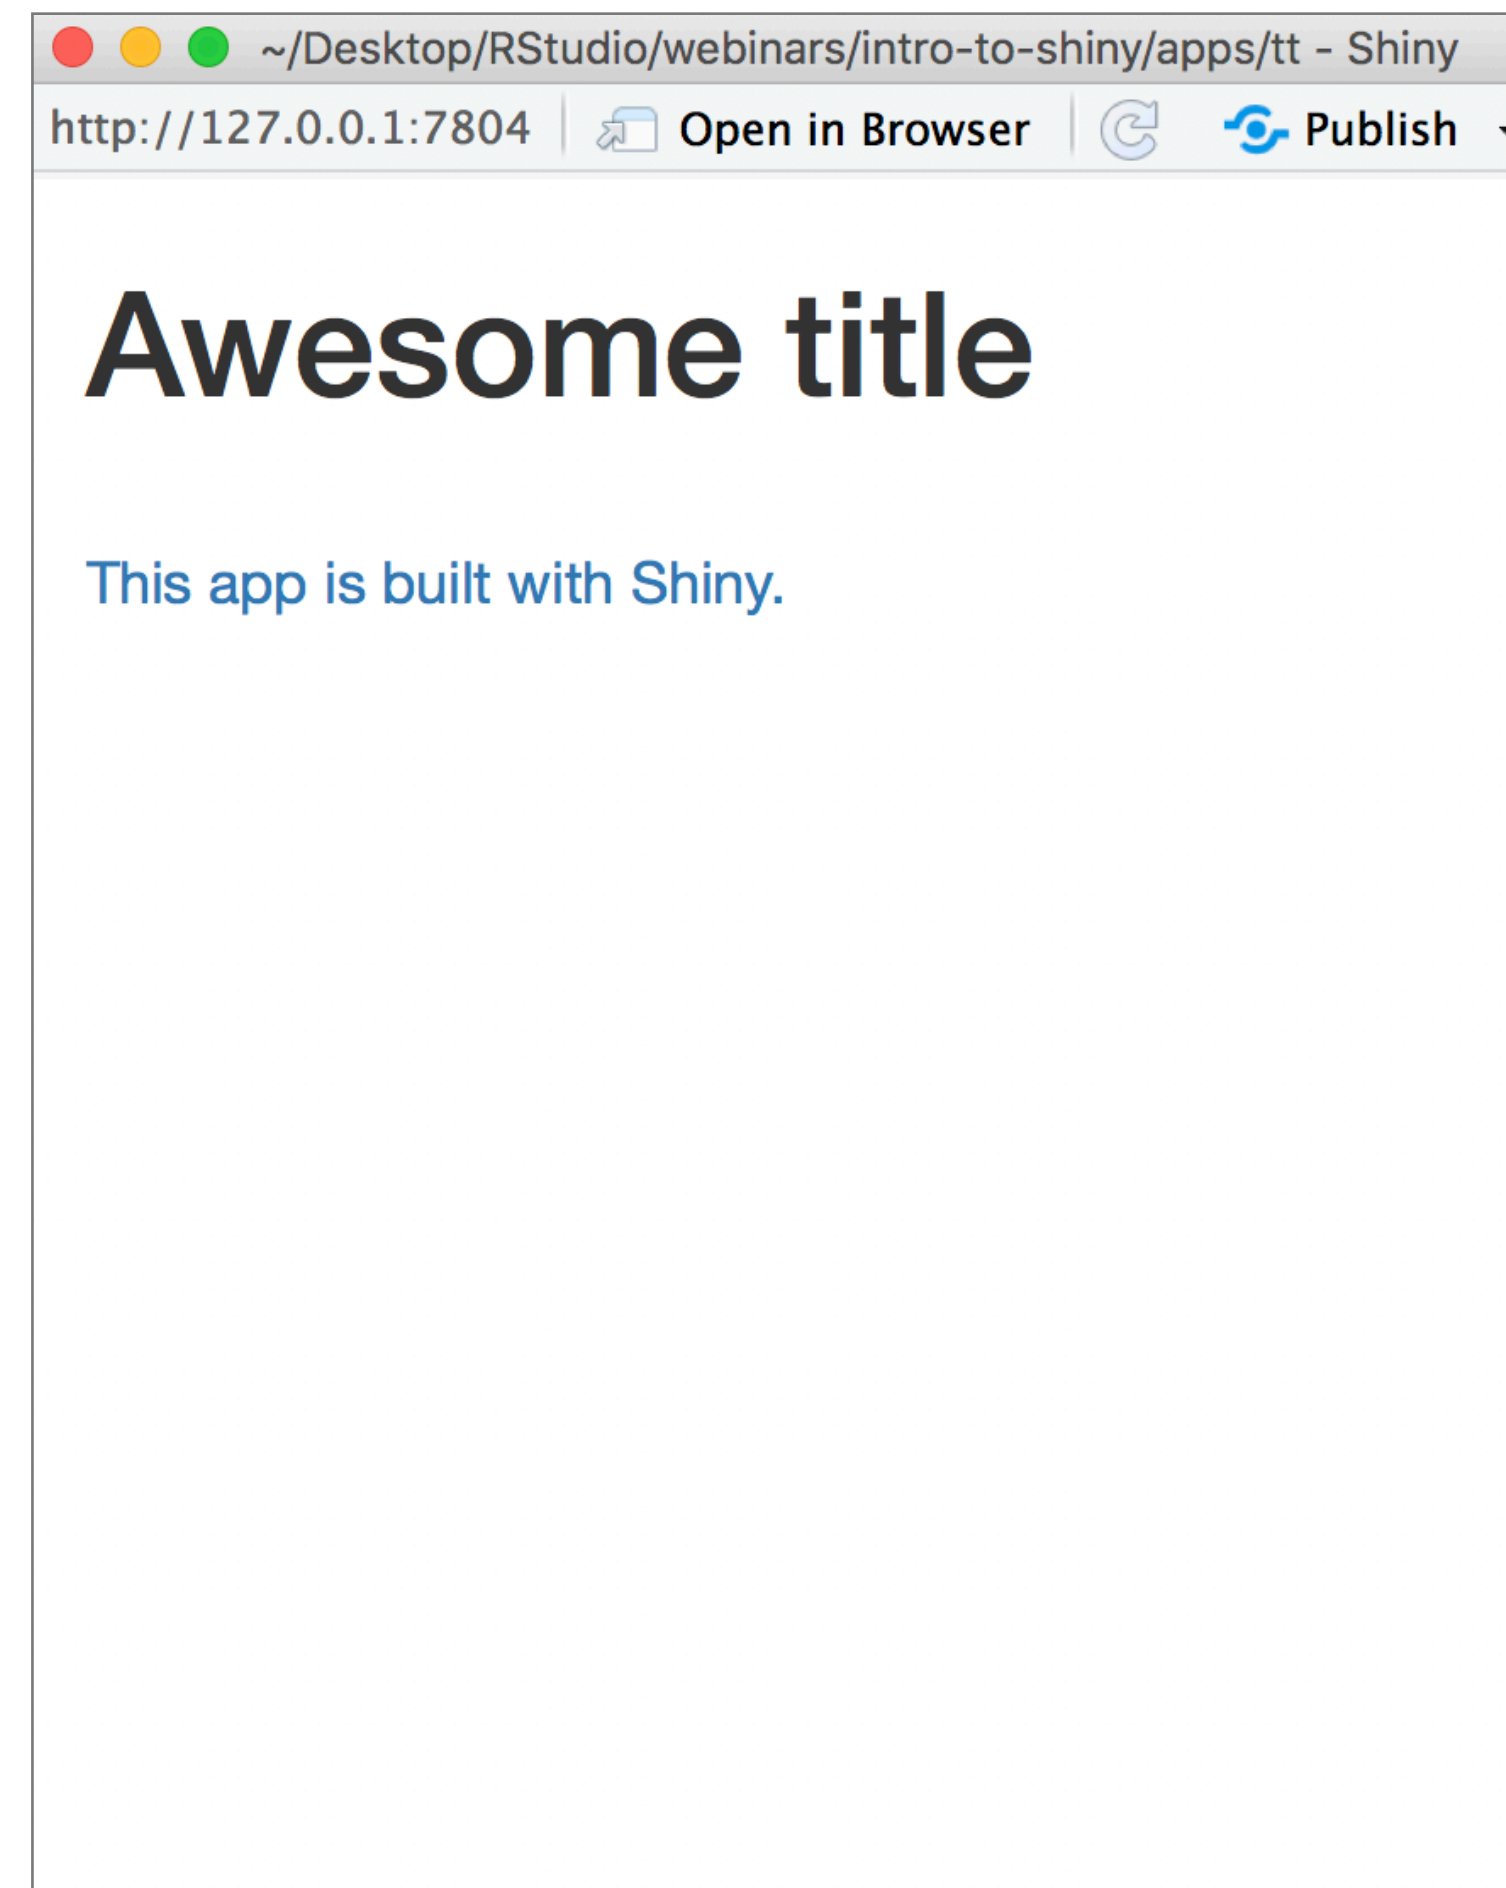 ~/Desktop/RStudio/webinars/intro-to-shiny/apps/tt - Shiny
http://127.0.0.1:7804 Open in Browser Publish
Awesome title
This app is built with Shiny.